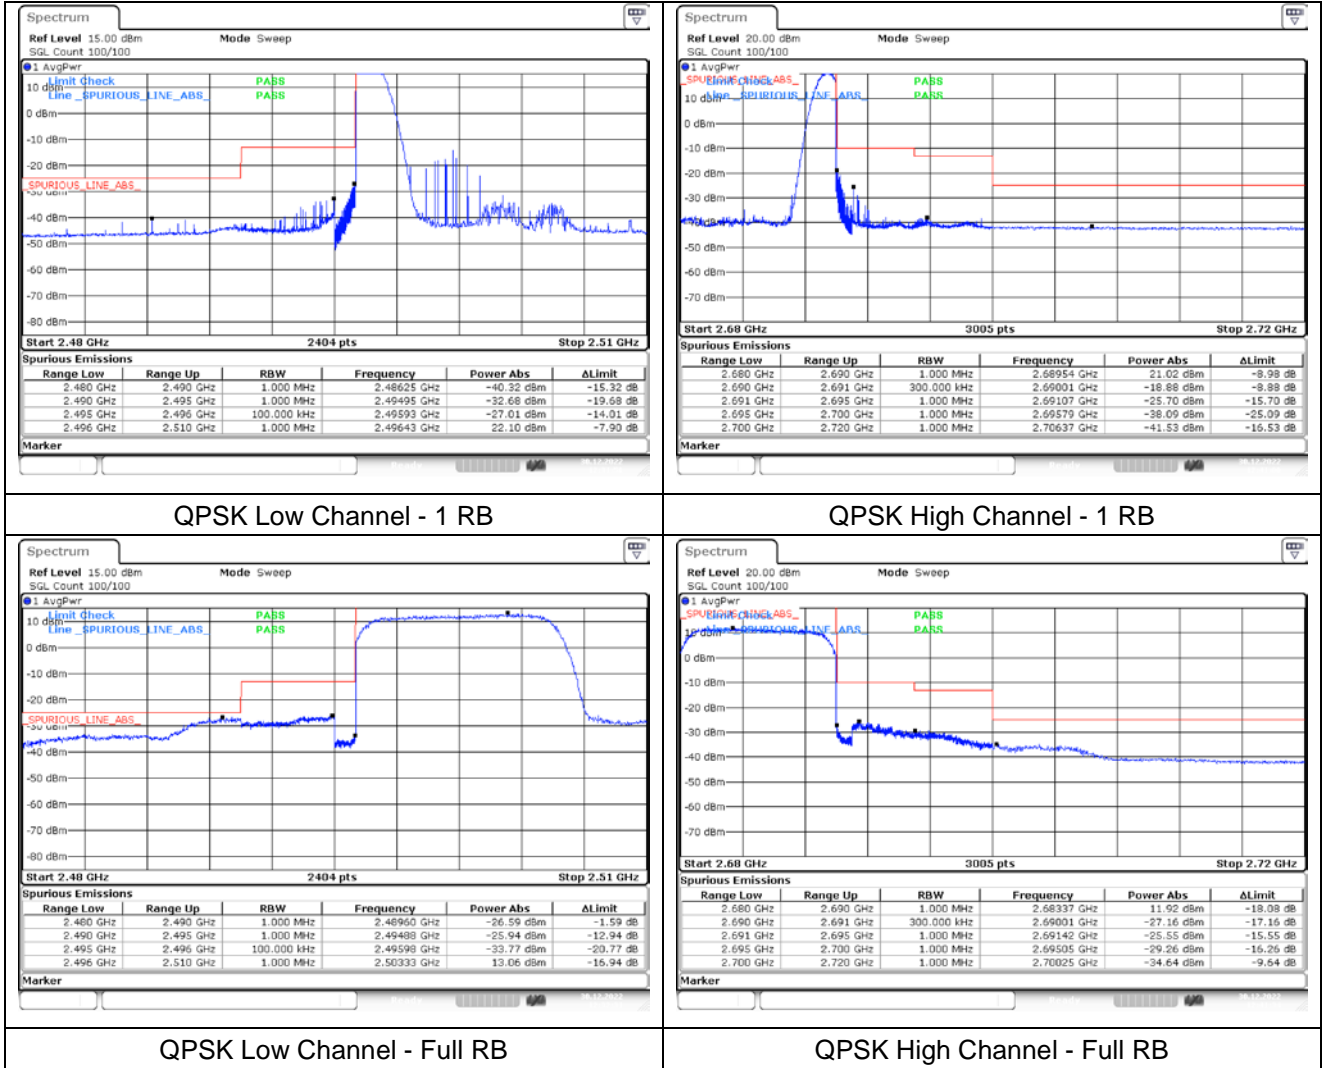 Spectrum
Ref Level 15.00 dBm Mode Sweep
SGL Count 100/100
1 AvgPwr
Limit Check PASS
Line _SPURIOUS_LINE_ABS_ PASS
10 dBm
0 dBm
-10 dBm
-20 dBm
_SPURIOUS_LINE_ABS_
-30 dBm
-40 dBm
-50 dBm
-60 dBm
-70 dBm
-80 dBm
Start 2.48 GHz 2404 pts Stop 2.51 GHz
Spurious Emissions
Range Low Range Up RBW Frequency Power Abs ΔLimit
2.480 GHz 2.490 GHz 1.000 MHz 2.48625 GHz -40.32 dBm -15.32 dB
2.490 GHz 2.495 GHz 1.000 MHz 2.49495 GHz -32.68 dBm -19.68 dB
2.495 GHz 2.496 GHz 100.000 kHz 2.49593 GHz -27.01 dBm -14.01 dB
2.496 GHz 2.510 GHz 1.000 MHz 2.49643 GHz 22.10 dBm -7.90 dB
Marker
QPSK Low Channel - 1 RB
Spectrum
Ref Level 20.00 dBm Mode Sweep
SGL Count 100/100
1 AvgPwr
_SPURIOUS_LINE_ABS_
Limit Check PASS
Line _SPURIOUS_LINE_ABS_ PASS
10 dBm
0 dBm
-10 dBm
-20 dBm
-30 dBm
-40 dBm
-50 dBm
-60 dBm
-70 dBm
Start 2.68 GHz 3005 pts Stop 2.72 GHz
Spurious Emissions
Range Low Range Up RBW Frequency Power Abs ΔLimit
2.680 GHz 2.690 GHz 1.000 MHz 2.68954 GHz 21.02 dBm -8.98 dB
2.690 GHz 2.691 GHz 300.000 kHz 2.69001 GHz -18.88 dBm -8.88 dB
2.691 GHz 2.695 GHz 1.000 MHz 2.69107 GHz -25.70 dBm -15.70 dB
2.695 GHz 2.700 GHz 1.000 MHz 2.69579 GHz -38.09 dBm -25.09 dB
2.700 GHz 2.720 GHz 1.000 MHz 2.70637 GHz -41.53 dBm -16.53 dB
Marker
QPSK High Channel - 1 RB
Spectrum
Ref Level 15.00 dBm Mode Sweep
SGL Count 100/100
1 AvgPwr
Limit Check PASS
Line _SPURIOUS_LINE_ABS_ PASS
10 dBm
0 dBm
-10 dBm
-20 dBm
_SPURIOUS_LINE_ABS_
-30 dBm
-40 dBm
-50 dBm
-60 dBm
-70 dBm
-80 dBm
Start 2.48 GHz 2404 pts Stop 2.51 GHz
Spurious Emissions
Range Low Range Up RBW Frequency Power Abs ΔLimit
2.480 GHz 2.490 GHz 1.000 MHz 2.48960 GHz -26.59 dBm -1.59 dB
2.490 GHz 2.495 GHz 1.000 MHz 2.49488 GHz -25.94 dBm -12.94 dB
2.495 GHz 2.496 GHz 100.000 kHz 2.49598 GHz -33.77 dBm -20.77 dB
2.496 GHz 2.510 GHz 1.000 MHz 2.50333 GHz 13.06 dBm -16.94 dB
Marker
QPSK Low Channel - Full RB
Spectrum
Ref Level 20.00 dBm Mode Sweep
SGL Count 100/100
1 AvgPwr
_SPURIOUS_LINE_ABS_
Limit Check PASS
Line _SPURIOUS_LINE_ABS_ PASS
10 dBm
0 dBm
-10 dBm
-20 dBm
-30 dBm
-40 dBm
-50 dBm
-60 dBm
-70 dBm
Start 2.68 GHz 3005 pts Stop 2.72 GHz
Spurious Emissions
Range Low Range Up RBW Frequency Power Abs ΔLimit
2.680 GHz 2.690 GHz 1.000 MHz 2.68337 GHz 11.92 dBm -18.08 dB
2.690 GHz 2.691 GHz 300.000 kHz 2.69001 GHz -27.16 dBm -17.16 dB
2.691 GHz 2.695 GHz 1.000 MHz 2.69142 GHz -25.55 dBm -15.55 dB
2.695 GHz 2.700 GHz 1.000 MHz 2.69505 GHz -29.26 dBm -16.26 dB
2.700 GHz 2.720 GHz 1.000 MHz 2.70025 GHz -34.64 dBm -9.64 dB
Marker
QPSK High Channel - Full RB